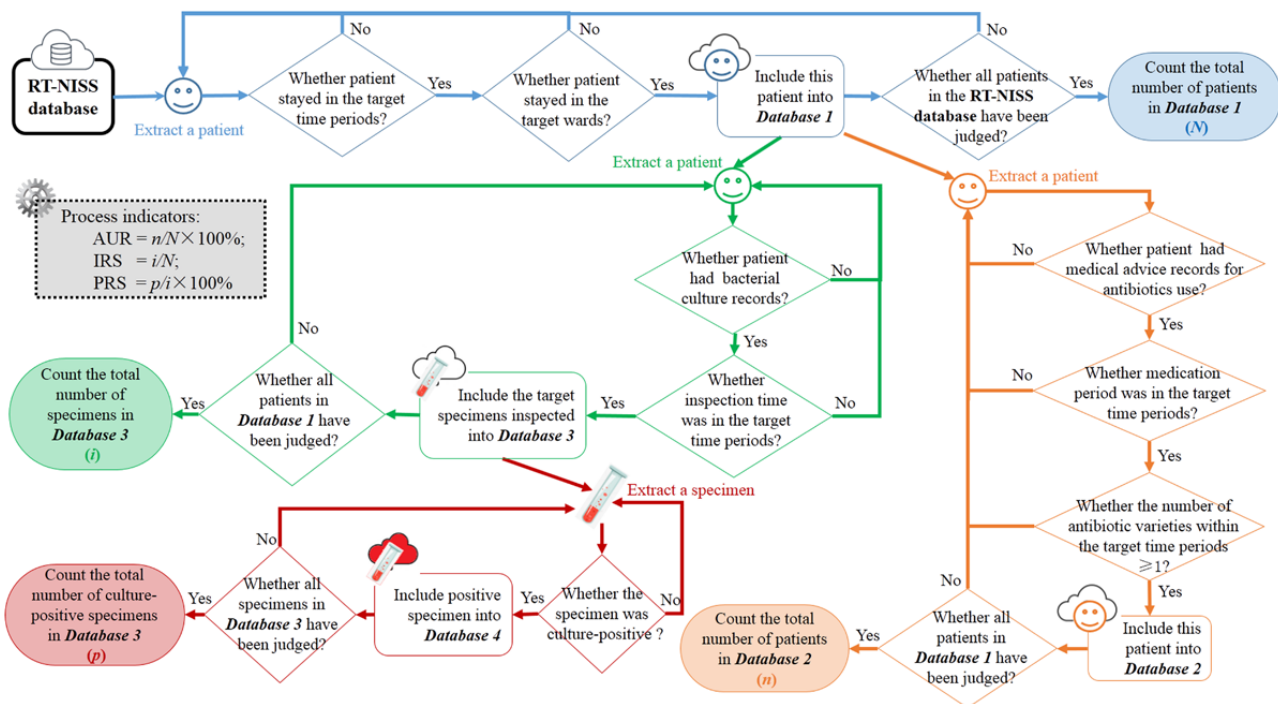 RT-NISS
database
Extract a patient
No
Whether patient
stayed in the target
time periods?
Yes
No
Whether patient
stayed in the
target wards?
Yes
Include this
patient into
Database 1
No
Whether all patients
in the RT-NISS
database have been
judged?
Yes
Count the total
number of patients
in Database 1
(N)
Process indicators:
AUR = n/N×100%;
IRS = i/N;
PRS = p/i×100%
Extract a patient
Whether patient
had bacterial
culture records?
No
Yes
Whether
inspection time
was in the target
time periods?
No
Yes
Include the target
specimens inspected
into Database 3
No
Whether all
patients in
Database 1 have
been judged?
Yes
Count the total
number of
specimens in
Database 3
(i)
Extract a specimen
Whether the
specimen was
culture-positive ?
No
Yes
Include positive
specimen into
Database 4
No
Whether all
specimens in
Database 3 have
been judged?
Yes
Count the total
number of culture-
positive specimens
in Database 3
(p)
Extract a patient
No
Whether patient had
medical advice records for
antibiotics use?
Yes
No
Whether medication
period was in the target
time periods?
Yes
Whether the number of
antibiotic varieties within
the target time periods
≥1?
Yes
Include this
patient into
Database 2
No
Whether all
patients in
Database 1 have
been judged?
Yes
Count the total
number of patients
in Database 2
(n)